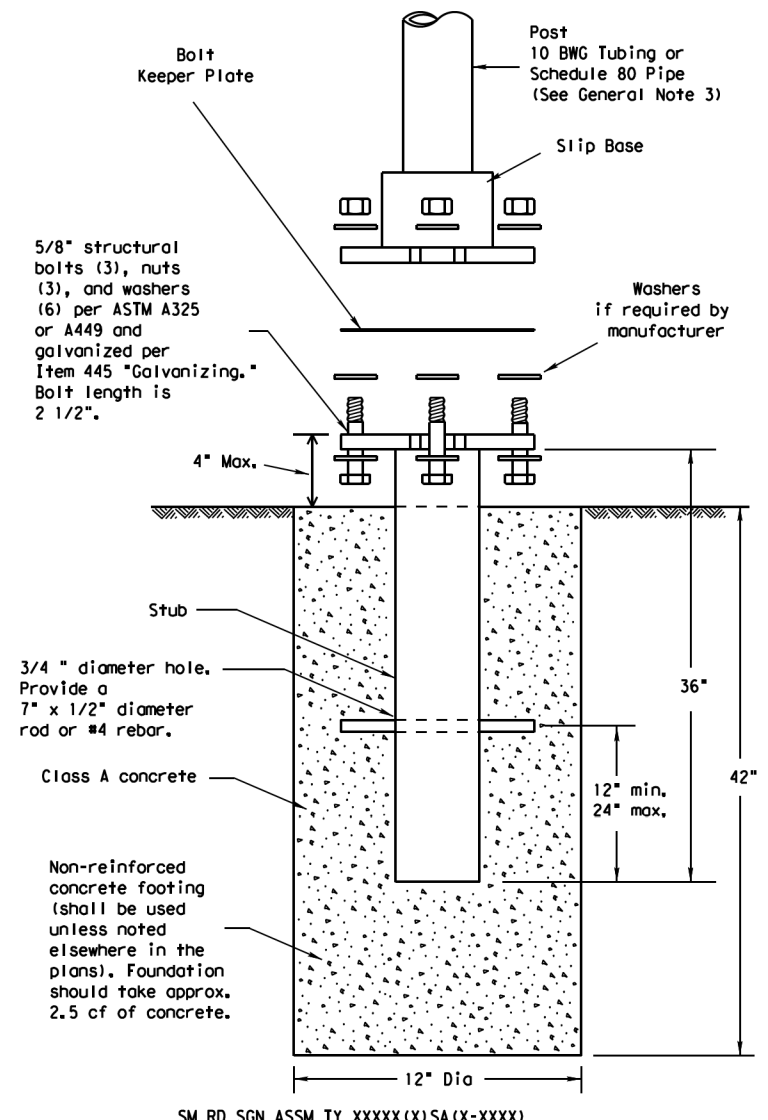 Bolt
Keeper Plate
Post
10 BWG Tubing or
Schedule 80 Pipe
(See General Note 3)
Slip Base
5/8" structural
bolts (3), nuts
(3), and washers
(6) per ASTM A325
or A449 and
galvanized per
Item 445 "Galvanizing."
Bolt length is
2 1/2".
Washers
if required by
manufacturer
4" Max.
Stub
3/4 " diameter hole.
Provide a
7" x 1/2" diameter
rod or #4 rebar.
36"
Class A concrete
12" min.
24" max.
42"
Non-reinforced
concrete footing
(shall be used
unless noted
elsewhere in the
plans). Foundation
should take approx.
2.5 cf of concrete.
12" Dia
SM RD SGN ASSM TY XXXXX(X)SA(X-XXXX)